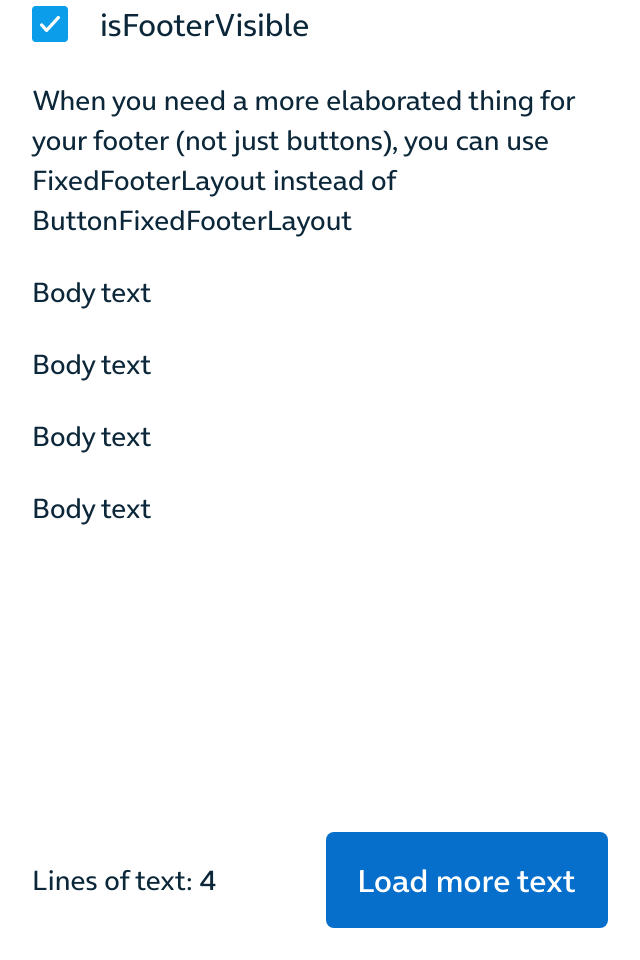 isFooterVisible
When you need a more elaborated thing for
your footer (not just buttons), you can use
FixedFooterLayout instead of
ButtonFixedFooterLayout
Body text
Body text
Body text
Body text
Lines of text: 4
Load more text